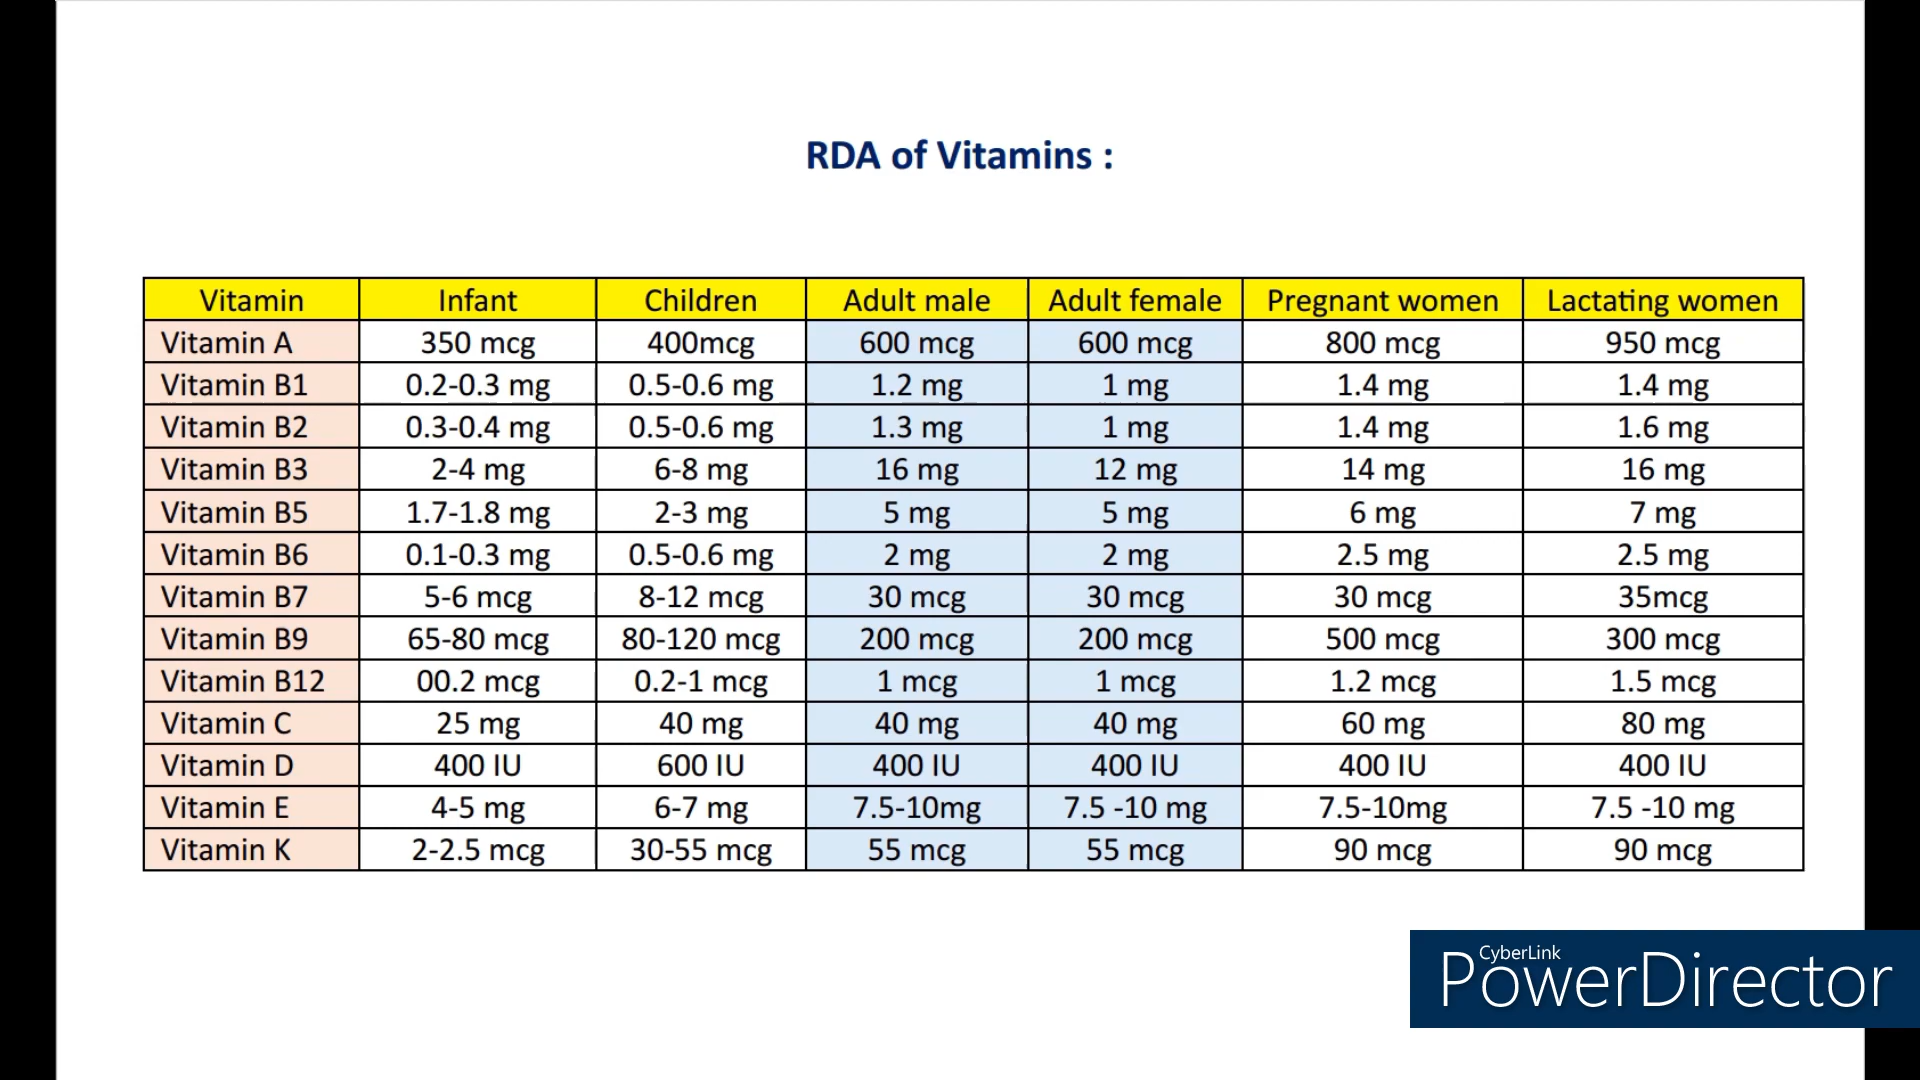 RDA of Vitamins :
Vitamin Infant Children Adult male Adult female Pregnant women Lactating women
Vitamin A 350 mcg 400mcg 600 mcg 600 mcg 800 mcg 950 mcg
Vitamin B1 0.2-0.3 mg 0.5-0.6 mg 1.2 mg 1 mg 1.4 mg 1.4 mg
Vitamin B2 0.3-0.4 mg 0.5-0.6 mg 1.3 mg 1 mg 1.4 mg 1.6 mg
Vitamin B3 2-4 mg 6-8 mg 16 mg 12 mg 14 mg 16 mg
Vitamin B5 1.7-1.8 mg 2-3 mg 5 mg 5 mg 6 mg 7 mg
Vitamin B6 0.1-0.3 mg 0.5-0.6 mg 2 mg 2 mg 2.5 mg 2.5 mg
Vitamin B7 5-6 mcg 8-12 mcg 30 mcg 30 mcg 30 mcg 35mcg
Vitamin B9 65-80 mcg 80-120 mcg 200 mcg 200 mcg 500 mcg 300 mcg
Vitamin B12 00.2 mcg 0.2-1 mcg 1 mcg 1 mcg 1.2 mcg 1.5 mcg
Vitamin C 25 mg 40 mg 40 mg 40 mg 60 mg 80 mg
Vitamin D 400 IU 600 IU 400 IU 400 IU 400 IU 400 IU
Vitamin E 4-5 mg 6-7 mg 7.5-10mg 7.5 -10 mg 7.5-10mg 7.5 -10 mg
Vitamin K 2-2.5 mcg 30-55 mcg 55 mcg 55 mcg 90 mcg 90 mcg
CyberLink
PowerDirector